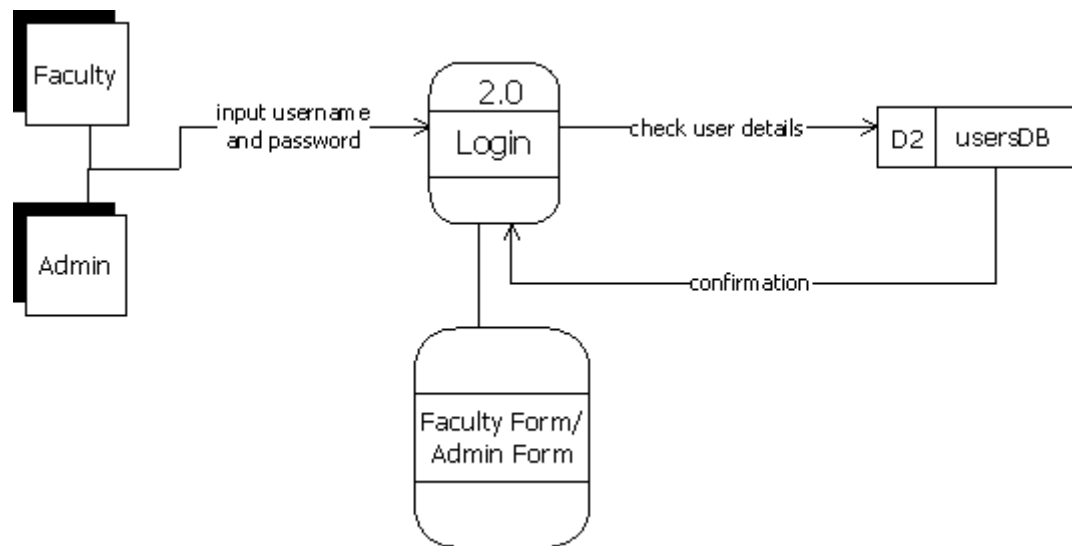 Faculty
2.0
input username
and password
Login
check user details
D2
usersDB
Admin
confirmation
Faculty Form/
Admin Form